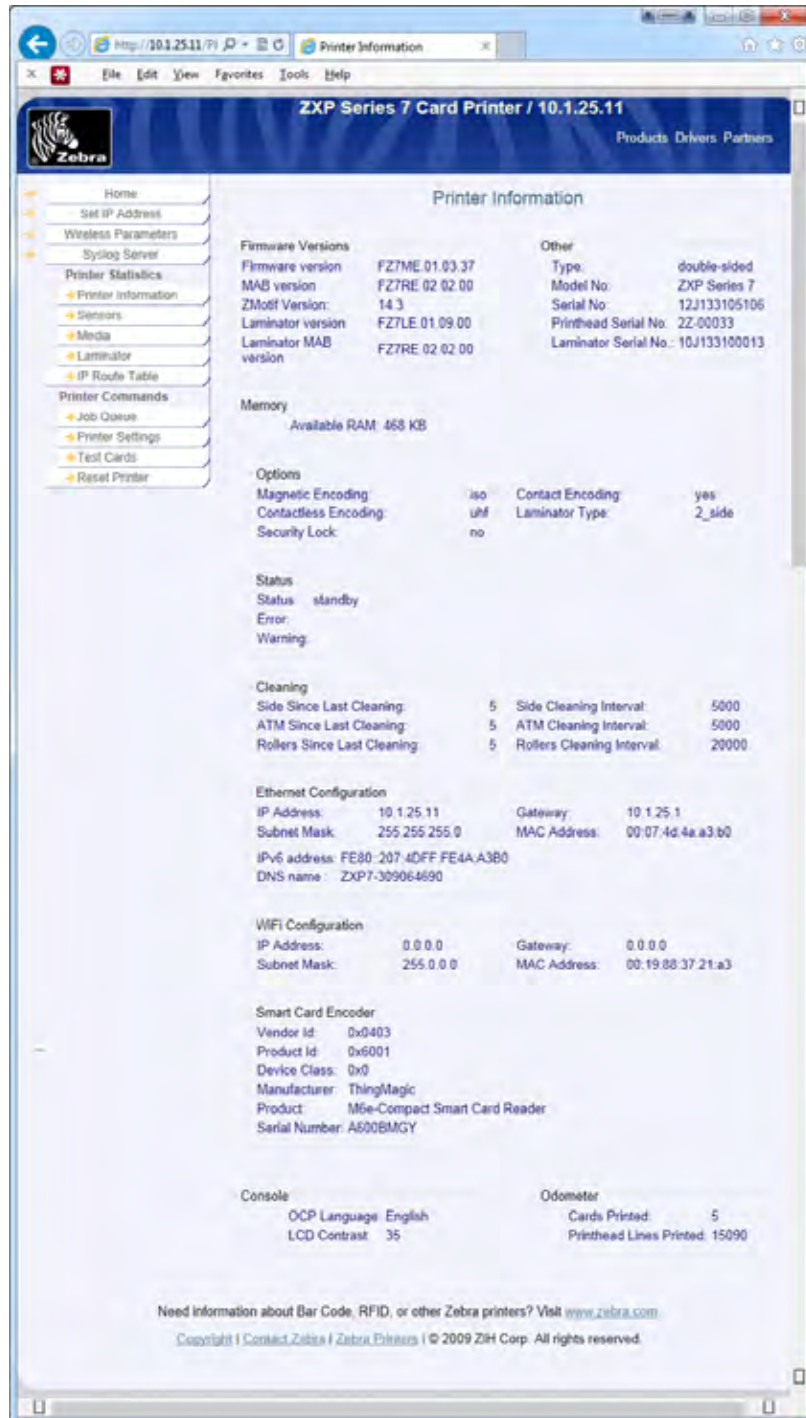 http://10.1.25.11/PI
Printer Information
File Edit View Favorites Tools Help
ZXP Series 7 Card Printer / 10.1.25.11
Products Drivers Partners
Zebra
Home
Set IP Address
Wireless Parameters
Syslog Server
Printer Statistics
Printer Information
Sensors
Media
Laminator
IP Route Table
Printer Commands
Job Queue
Printer Settings
Test Cards
Reset Printer
Printer Information
Firmware Versions
Firmware version FZ7ME.01.03.37
MAB version FZ7RE.02.02.00
ZMotif Version: 14.3
Laminator version FZ7LE.01.09.00
Laminator MAB version FZ7RE.02.02.00
Other
Type: double-sided
Model No: ZXP Series 7
Serial No: 12J133105106
Printhead Serial No: 2Z-00033
Laminator Serial No.: 10J133100013
Memory
Available RAM: 468 KB
Options
Magnetic Encoding: iso Contact Encoding: yes
Contactless Encoding: uhf Laminator Type: 2_side
Security Lock: no
Status
Status standby
Error:
Warning:
Cleaning
Side Since Last Cleaning: 5 Side Cleaning Interval: 5000
ATM Since Last Cleaning: 5 ATM Cleaning Interval: 5000
Rollers Since Last Cleaning: 5 Rollers Cleaning Interval: 20000
Ethernet Configuration
IP Address: 10.1.25.11 Gateway: 10.1.25.1
Subnet Mask: 255.255.255.0 MAC Address: 00:07:4d:4a:a3:b0
IPv6 address: FE80::207:4DFF:FE4A:A3B0
DNS name : ZXP7-309064690
WiFi Configuration
IP Address: 0.0.0.0 Gateway: 0.0.0.0
Subnet Mask: 255.0.0.0 MAC Address: 00:19:88:37:21:a3
Smart Card Encoder
Vendor Id: 0x0403
Product Id: 0x6001
Device Class: 0x0
Manufacturer: ThingMagic
Product: M6e-Compact Smart Card Reader
Serial Number: A600BMGY
Console
OCP Language: English
LCD Contrast: 35
Odometer
Cards Printed: 5
Printhead Lines Printed: 15090
Need information about Bar Code, RFID, or other Zebra printers? Visit www.zebra.com
Copyright | Contact Zebra | Zebra Printers | © 2009 ZIH Corp. All rights reserved.